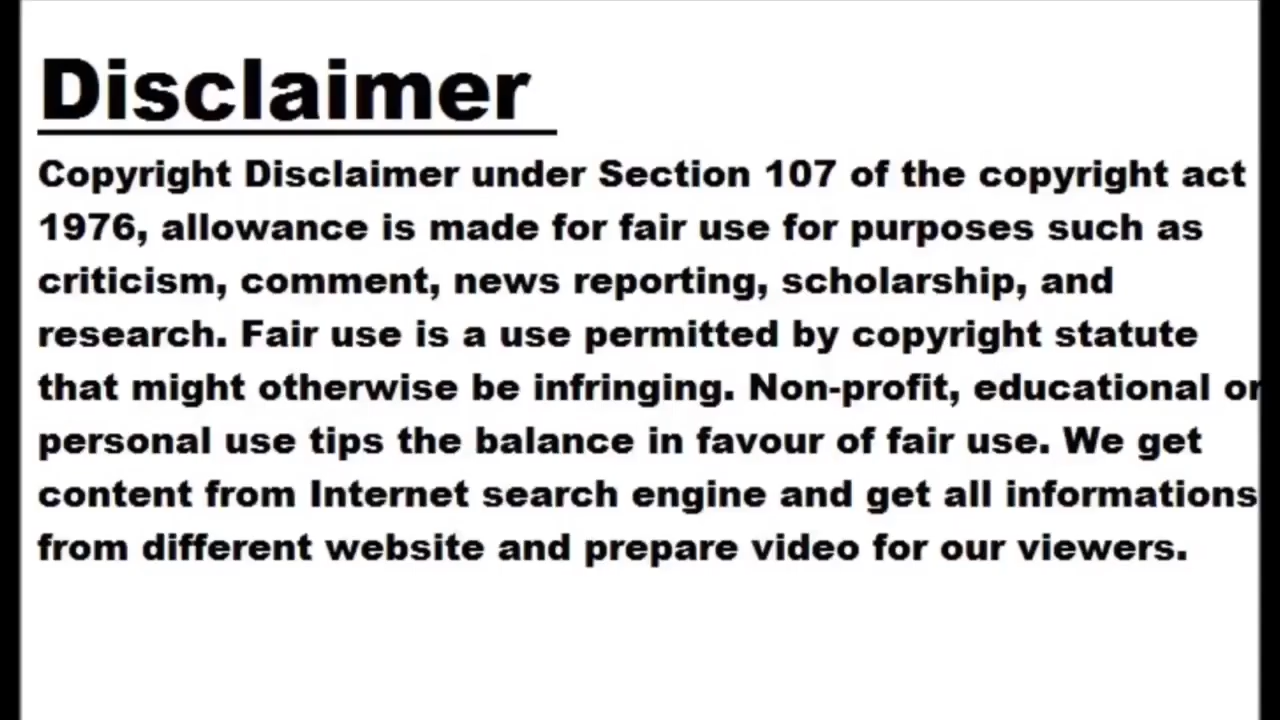 Disclaimer
Copyright Disclaimer under Section 107 of the copyright act
1976, allowance is made for fair use for purposes such as
criticism, comment, news reporting, scholarship, and
research. Fair use is a use permitted by copyright statute
that might otherwise be infringing. Non-profit, educational or
personal use tips the balance in favour of fair use. We get
content from Internet search engine and get all informations
from different website and prepare video for our viewers.